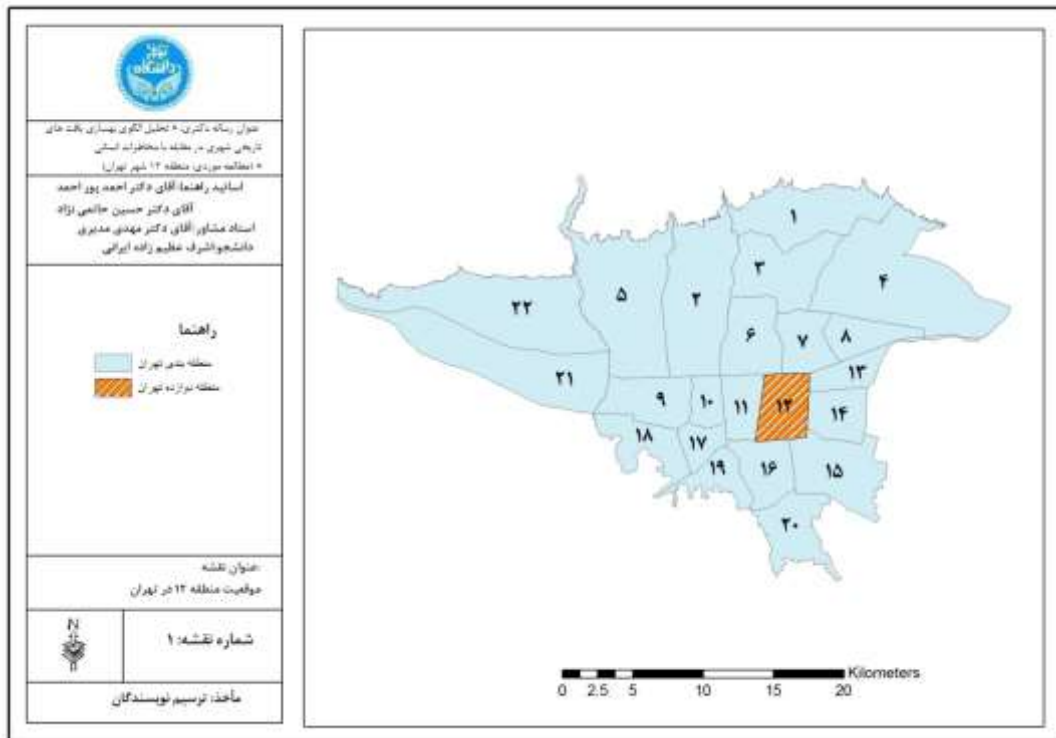 دانشگاه
عنوان رساله دکتری: « تحلیل الگوی بهسازی بافت های
تاریخی شهری در مقابله با مخاطرات انسانی
» (مطالعه موردی: منطقه ۱۲ شهر تهران)
اساتید راهنما:آقای دکتر احمد پور احمد
آقای دکتر حسین حاتمی نژاد
استاد مشاور:آقای دکتر مهدی مدیری
دانشجو:اشرف عظیم زاده ایرانی
راهنما
منطقه بندی تهران
منطقه دوازده تهران
عنوان نقشه:
موقعیت منطقه ۱۲ در تهران
N
شماره نقشه: ۱
مأخذ: ترسیم نویسندگان
۱
۳
۴
۲۲
۵
۲
۶
۷
۸
۲۱
۱۳
۹
۱۰
۱۱
۱۲
۱۴
۱۸
۱۷
۱۹
۱۶
۱۵
۲۰
Kilometers
0 2.5 5 10 15 20